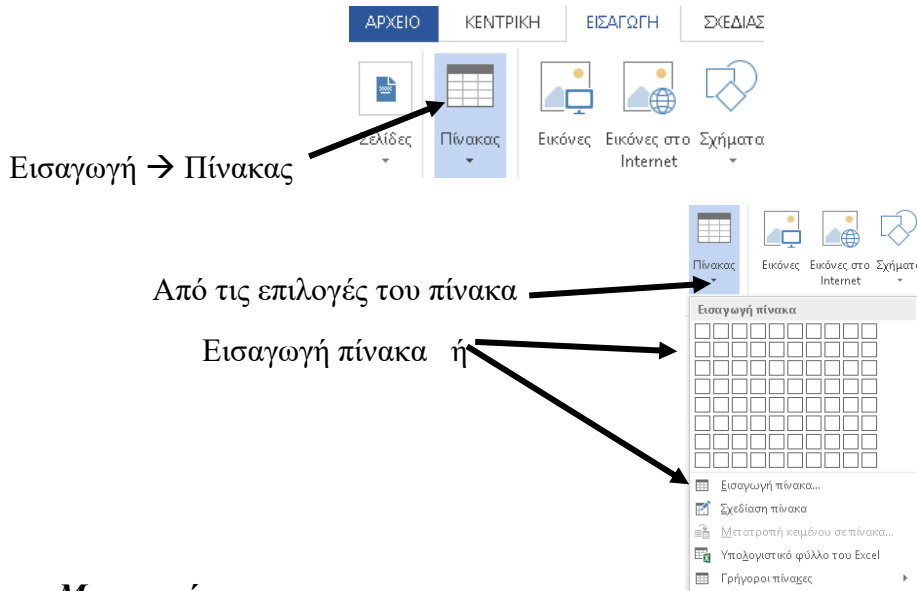 ΑΡΧΕΙΟ ΚΕΝΤΡΙΚΗ ΕΙΣΑΓΩΓΗ ΣΧΕΔΙΑΣ
Σελίδες Πίνακας Εικόνες Εικόνες στο Internet Σχήματα
Εισαγωγή → Πίνακας
Πίνακας Εικόνες Εικόνες στο Internet Σχήματ
Από τις επιλογές του πίνακα
Εισαγωγή πίνακα
Εισαγωγή πίνακα ή
Εισαγωγή πίνακα...
Σχεδίαση πίνακα
Μετατροπή κειμένου σε πίνακα...
Υπολογιστικό φύλλο του Excel
Γρήγοροι πίνακες